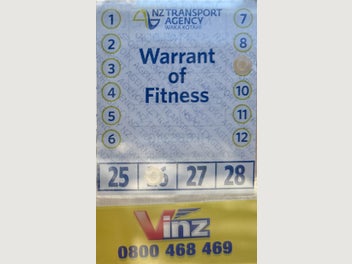 NZ TRANSPORT
AGENCY
WAKA KOTAHI
1 7
2 Warrant 8
3 of
4 Fitness 10
5 11
6 12
25 27 28
Vinz
0800 468 469